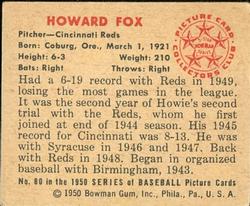 HOWARD FOX
Pitcher—Cincinnati Reds
Born: Coburg, Ore., March 1, 1921
Height: 6-3 Weight: 210
Bats: Right Throws: Right
PICTURE CARD
COLLECTORS CLUB
Had a 6-19 record with Reds in 1949,
losing the most games in the league.
It was the second year of Howie's second
trial with the Reds, whom he first
joined at end of 1944 season. His 1945
record for Cincinnati was 8-13. He was
with Syracuse in 1946 and 1947. Back
with Reds in 1948. Began in organized
baseball with Birmingham, 1943.
No. 80 in the 1950 SERIES of BASEBALL Picture Cards
© 1950 Bowman Gum, Inc., Phila., Pa., U. S. A.